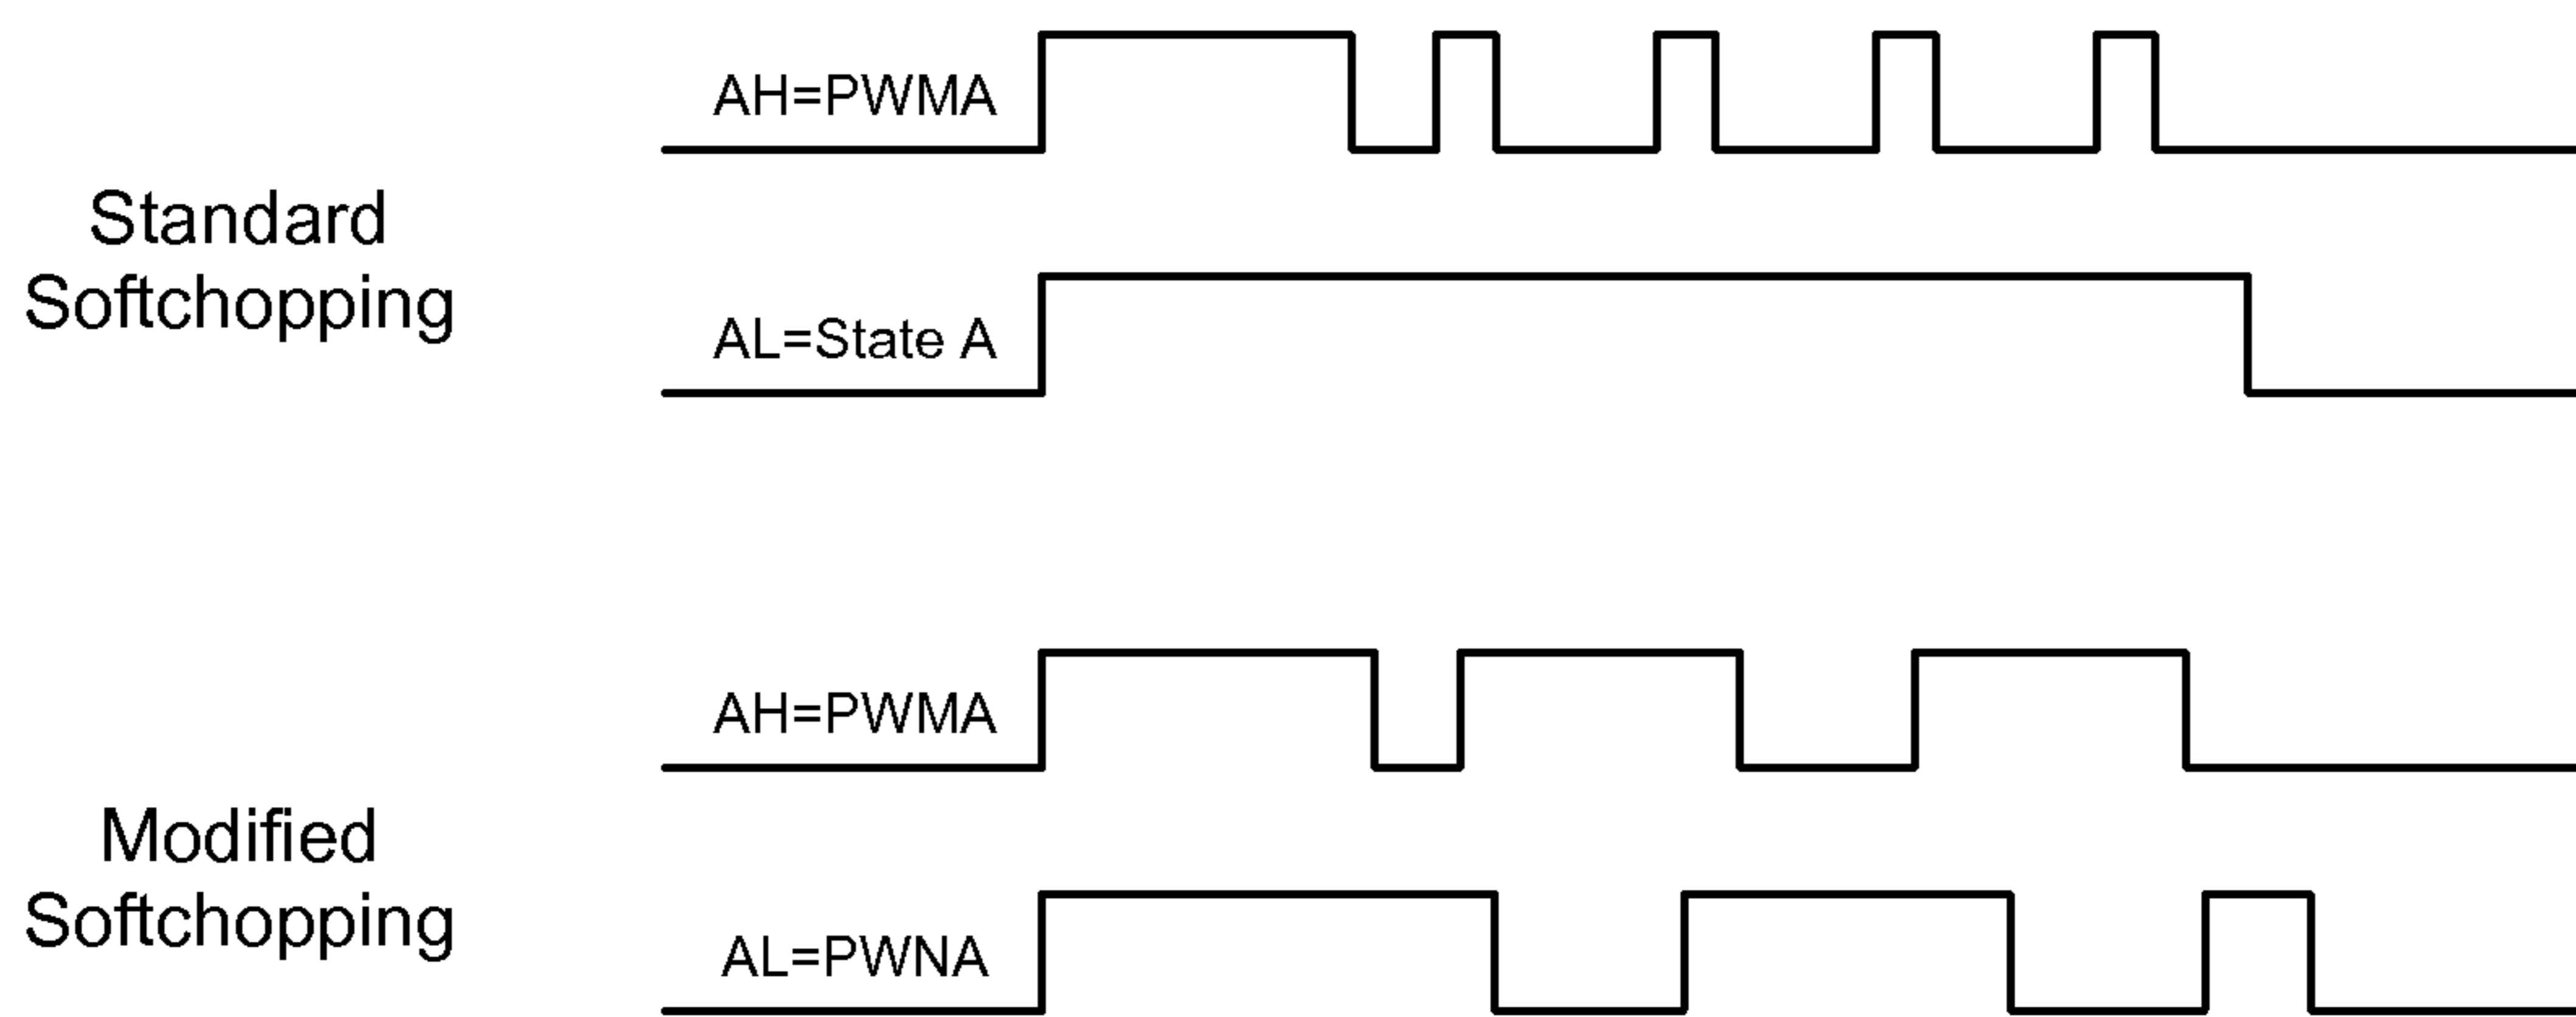 AH=PWMA
Standard
Softchopping
AL=State A
AH=PWMA
Modified
Softchopping
AL=PWNA